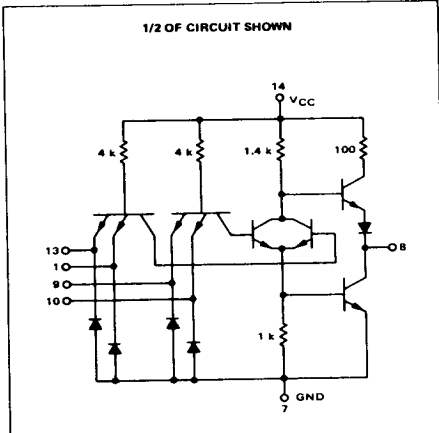 1/2 OF CIRCUIT SHOWN
14
VCC
4 k
4 k
1.4 k
100
13
1
9
10
8
1 k
7 GND